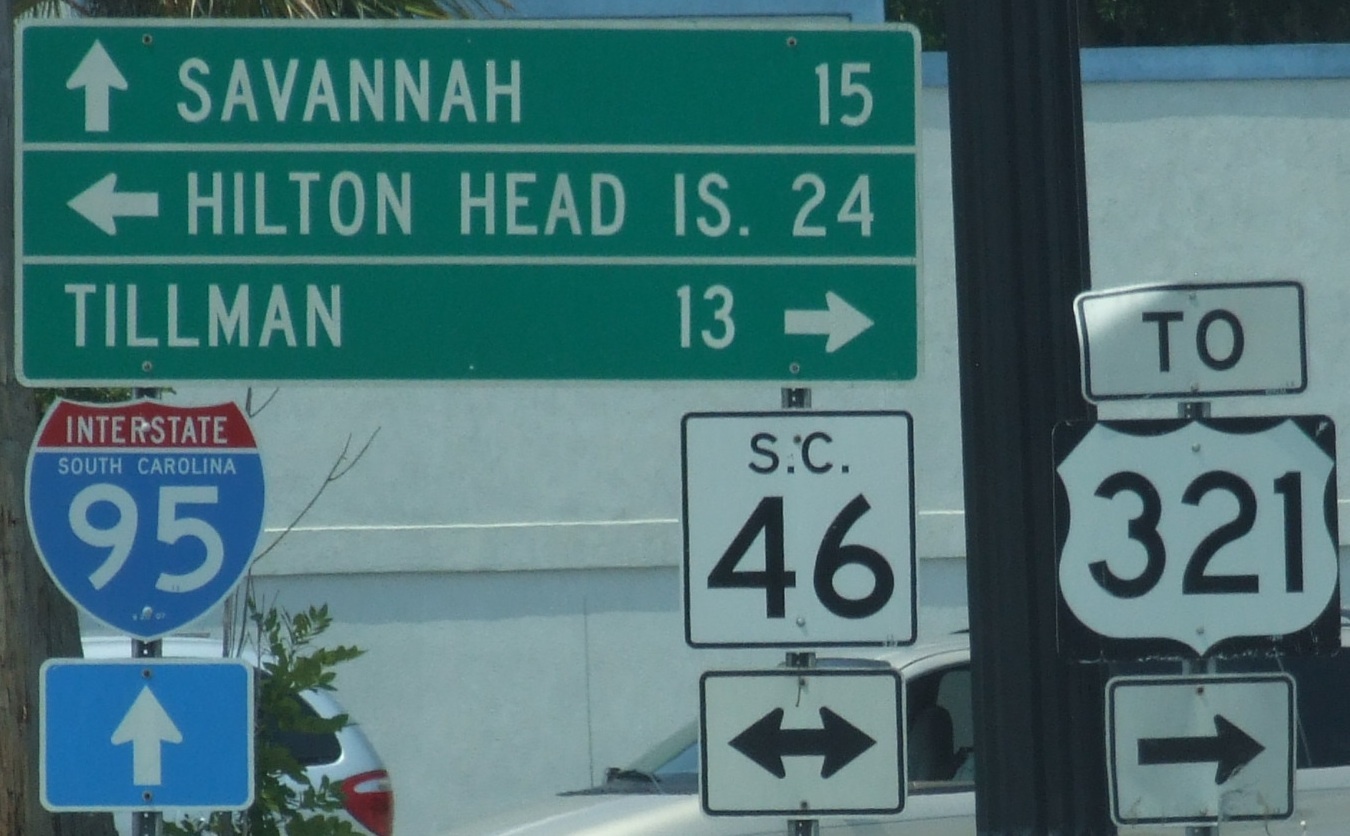 SAVANNAH 15
HILTON HEAD IS. 24
TILLMAN 13
INTERSTATE
SOUTH CAROLINA
95
S.C.
46
TO
321